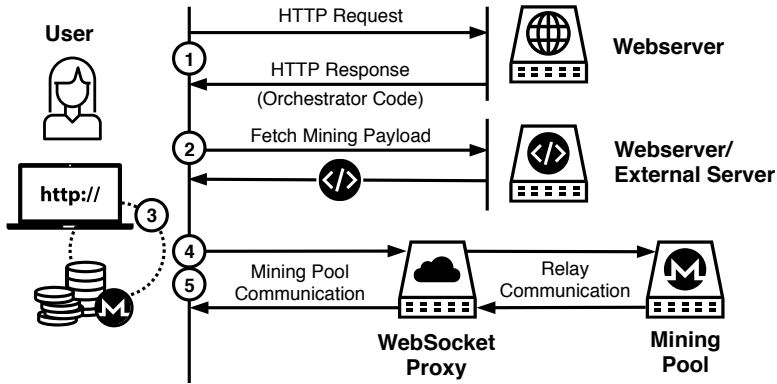 User
HTTP Request
1
HTTP Response
(Orchestrator Code)
Webserver
2
Fetch Mining Payload
</>
</>
Webserver/
External Server
http://
3
4
5
Mining Pool
Communication
Relay
Communication
WebSocket
Proxy
Mining
Pool